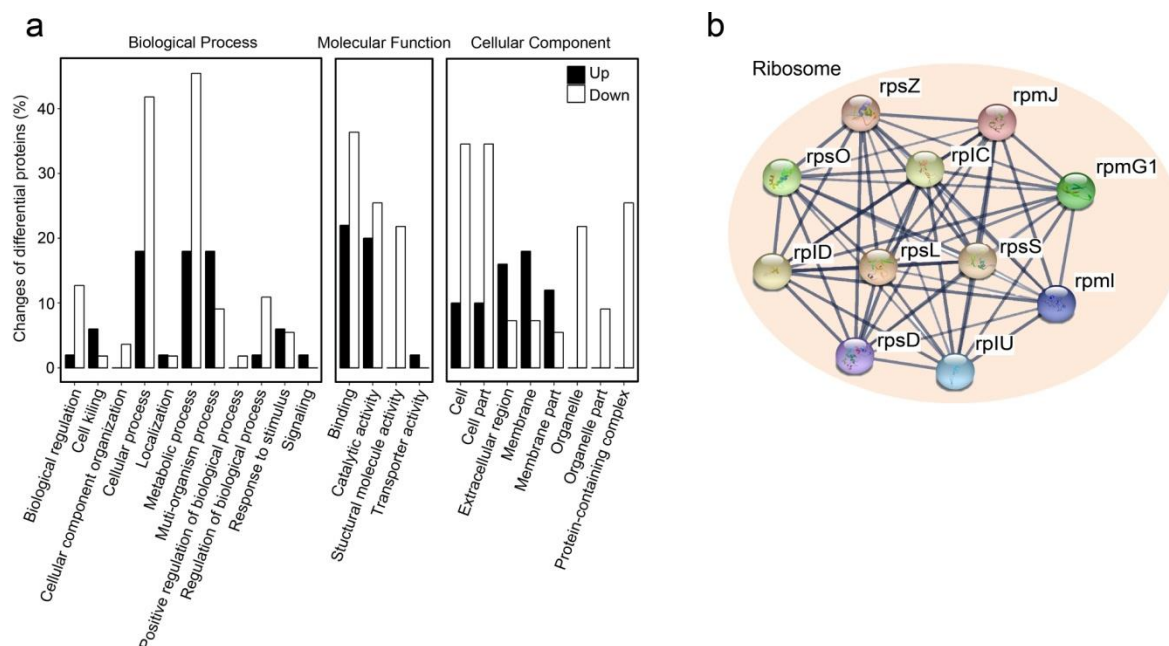 a
Biological Process
Molecular Function
Cellular Component
Up
Down
Changes of differential proteins (%)
40
30
20
10
0
Biological regulation
Cell killing
Cellular component organization
Cellular process
Localization
Metabolic process
Muti-organism process
Positive regulation of biological process
Regulation of biological process
Response to stimulus
Signaling
Binding
Catalytic activity
Stuctural molecule activity
Transporter activity
Cell
Cell part
Extracellular region
Membrane
Membrane part
Organelle
Organelle part
Protein-containing complex
b
Ribosome
rpsZ
rpmJ
rpsO
rplC
rpmG1
rplD
rpsL
rpsS
rpmI
rpsD
rplU